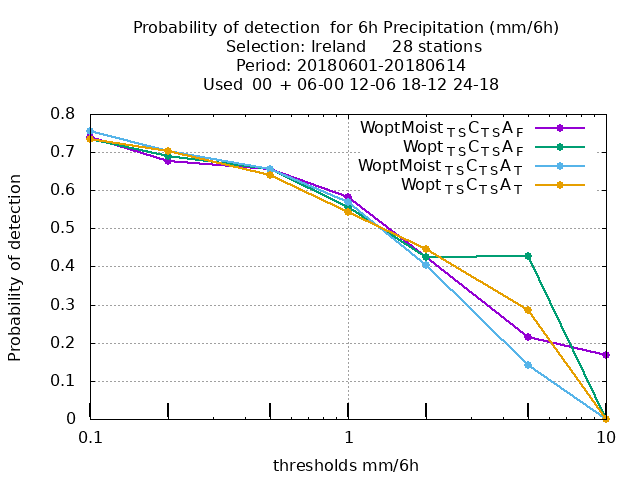 Probability of detection  for 6h Precipitation (mm/6h)
Selection: Ireland     28 stations
Period: 20180601-20180614
Used  00  + 06-00 12-06 18-12 24-18
WoptMoist TS C TS A F
Wopt TS C TS A F
WoptMoist TS C TS A T
Wopt TS C TS A T
Probability of detection
0.8
0.7
0.6
0.5
0.4
0.3
0.2
0.1
0
0.1 1 10
thresholds mm/6h